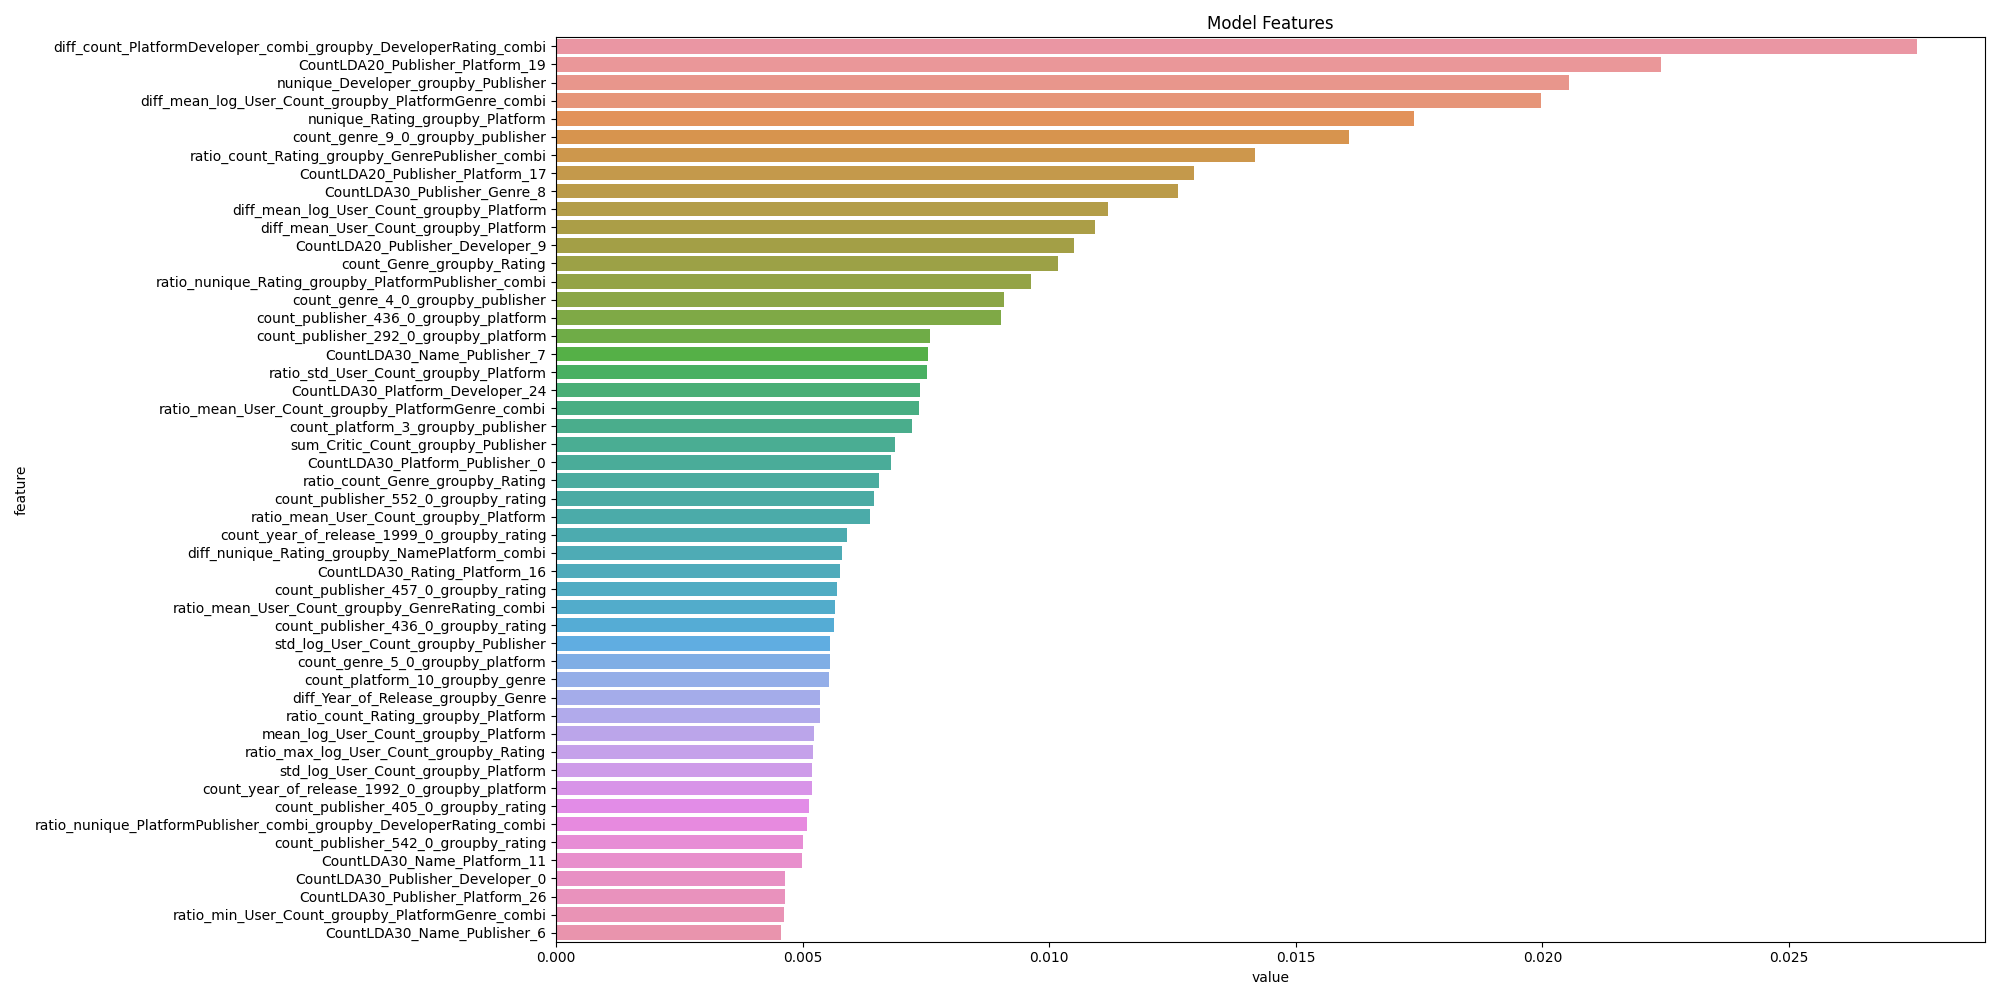 Model Features
diff_count_PlatformDeveloper_combi_groupby_DeveloperRating_combi
CountLDA20_Publisher_Platform_19
nunique_Developer_groupby_Publisher
diff_mean_log_User_Count_groupby_PlatformGenre_combi
nunique_Rating_groupby_Platform
count_genre_9_0_groupby_publisher
ratio_count_Rating_groupby_GenrePublisher_combi
CountLDA20_Publisher_Platform_17
CountLDA30_Publisher_Genre_8
diff_mean_log_User_Count_groupby_Platform
diff_mean_User_Count_groupby_Platform
CountLDA20_Publisher_Developer_9
count_Genre_groupby_Rating
ratio_nunique_Rating_groupby_PlatformPublisher_combi
count_genre_4_0_groupby_publisher
count_publisher_436_0_groupby_platform
count_publisher_292_0_groupby_platform
CountLDA30_Name_Publisher_7
ratio_std_User_Count_groupby_Platform
CountLDA30_Platform_Developer_24
ratio_mean_User_Count_groupby_PlatformGenre_combi
count_platform_3_groupby_publisher
sum_Critic_Count_groupby_Publisher
CountLDA30_Platform_Publisher_0
ratio_count_Genre_groupby_Rating
count_publisher_552_0_groupby_rating
ratio_mean_User_Count_groupby_Platform
count_year_of_release_1999_0_groupby_rating
diff_nunique_Rating_groupby_NamePlatform_combi
CountLDA30_Rating_Platform_16
count_publisher_457_0_groupby_rating
ratio_mean_User_Count_groupby_GenreRating_combi
count_publisher_436_0_groupby_rating
std_log_User_Count_groupby_Publisher
count_genre_5_0_groupby_platform
count_platform_10_groupby_genre
diff_Year_of_Release_groupby_Genre
ratio_count_Rating_groupby_Platform
mean_log_User_Count_groupby_Platform
ratio_max_log_User_Count_groupby_Rating
std_log_User_Count_groupby_Platform
count_year_of_release_1992_0_groupby_platform
count_publisher_405_0_groupby_rating
ratio_nunique_PlatformPublisher_combi_groupby_DeveloperRating_combi
count_publisher_542_0_groupby_rating
CountLDA30_Name_Platform_11
CountLDA30_Publisher_Developer_0
CountLDA30_Publisher_Platform_26
ratio_min_User_Count_groupby_PlatformGenre_combi
CountLDA30_Name_Publisher_6
feature
0.000 0.005 0.010 0.015 0.020 0.025
value